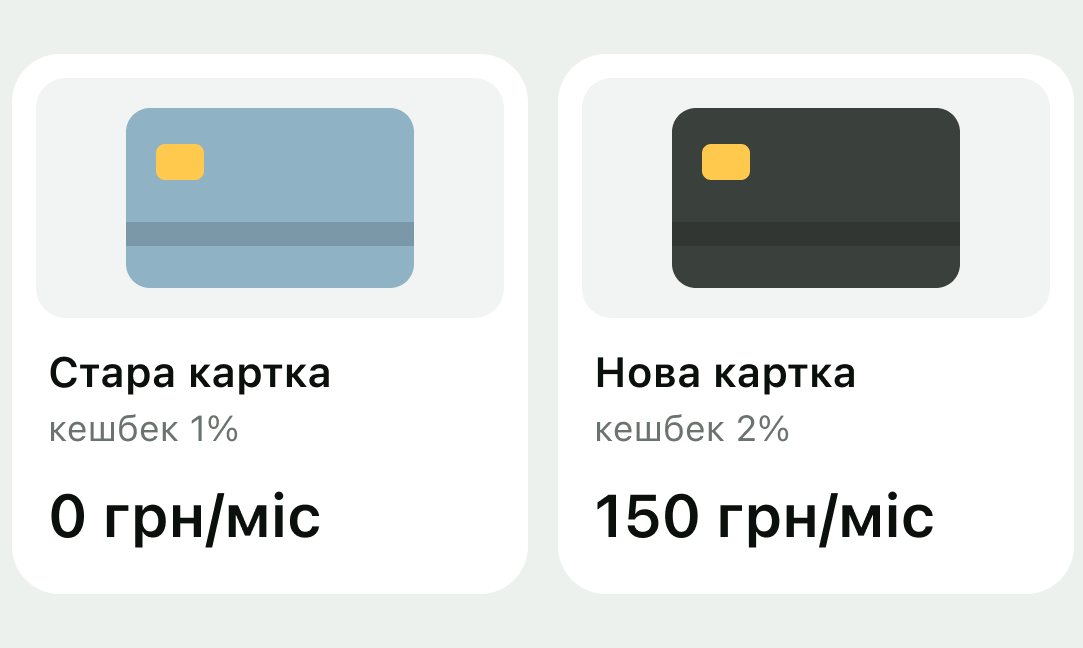 Стара картка
кешбек 1%
0 грн/міс
Нова картка
кешбек 2%
150 грн/міс